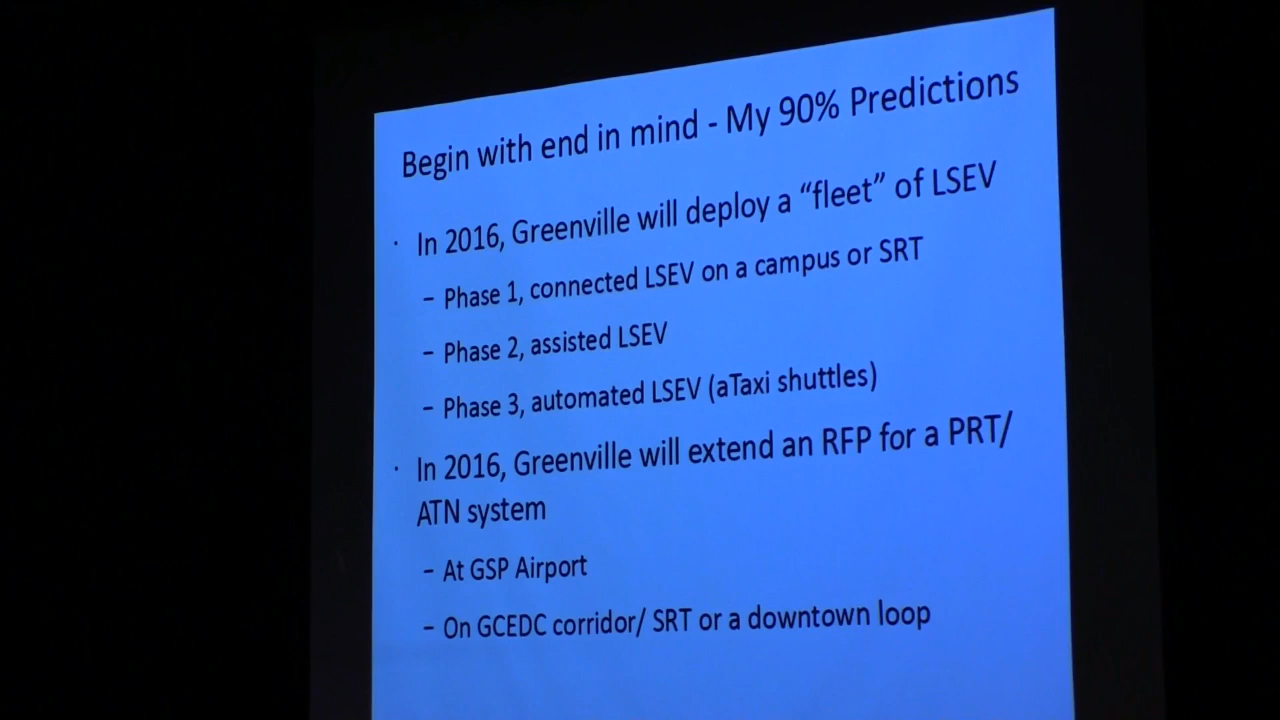 Begin with end in mind - My 90% Predictions
· In 2016, Greenville will deploy a “fleet” of LSEV
– Phase 1, connected LSEV on a campus or SRT
– Phase 2, assisted LSEV
– Phase 3, automated LSEV (aTaxi shuttles)
· In 2016, Greenville will extend an RFP for a PRT/
ATN system
– At GSP Airport
– On GCEDC corridor/ SRT or a downtown loop